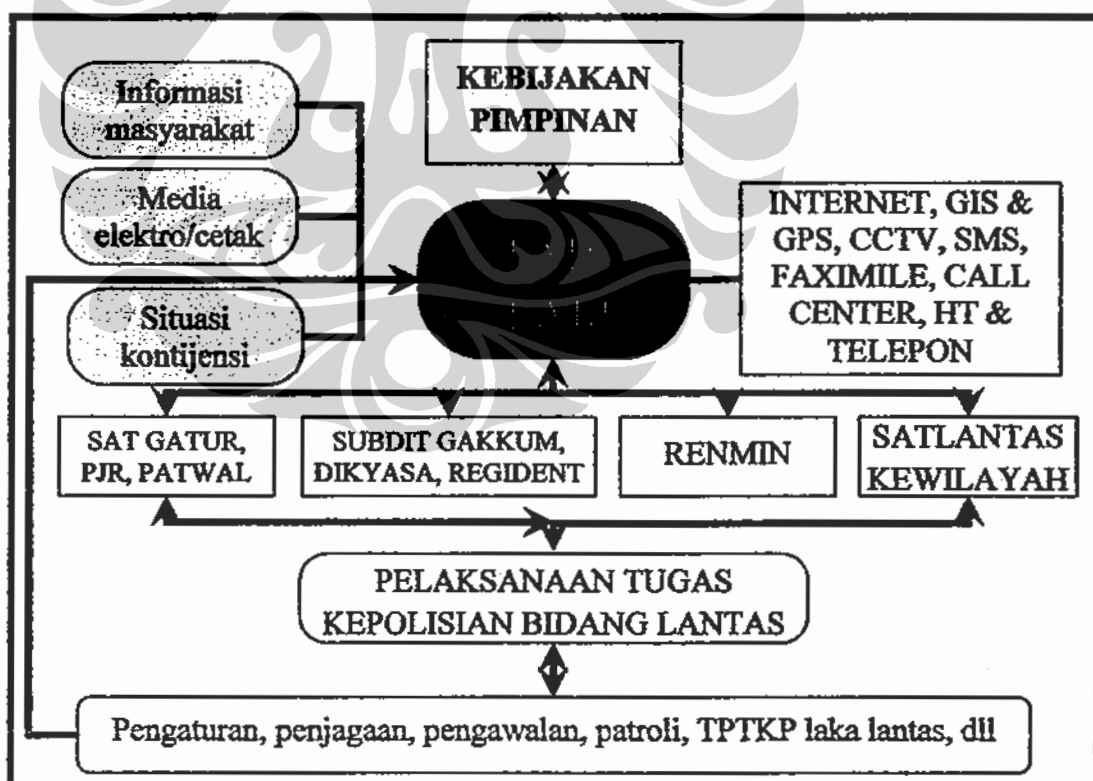 Informasi
masyarakat
KEBIJAKAN
PIMPINAN
Media
elektro/cetak
INTERNET, GIS &
GPS, CCTV, SMS,
FAXIMILE, CALL
CENTER, HT &
TELEPON
Situasi
kontijensi
SAT GATUR,
PJR, PATWAL
SUBDIT GAKKUM,
DIKYASA, REGIDENT
RENMIN
SATLANTAS
KEWILAYAH
PELAKSANAAN TUGAS
KEPOLISIAN BIDANG LANTAS
Pengaturan, penjagaan, pengawalan, patroli, TPTKP laka lantas, dll